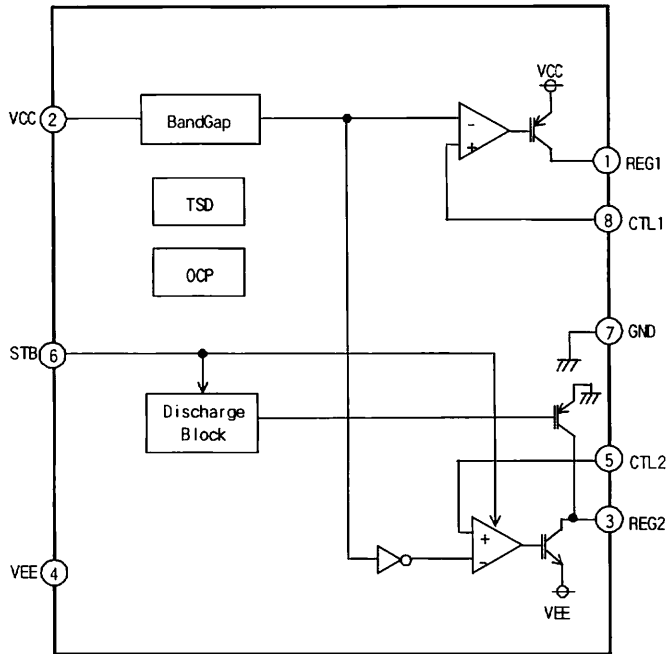 VCC
VCC 2 BandGap
- +
1 REG1
TSD
8 CTL1
OCP
7 GND
STB 6
Discharge
Block
5 CTL2
3 REG2
+ -
VEE 4
VEE